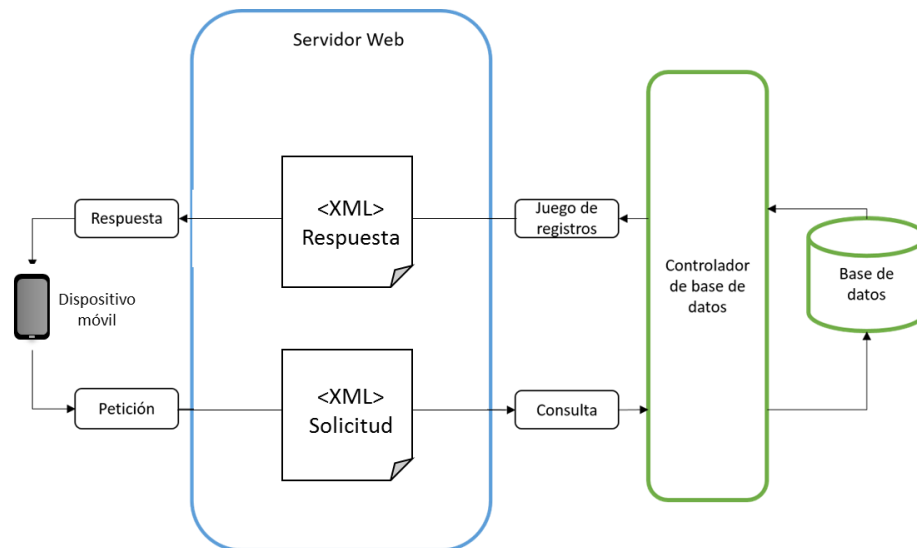 Servidor Web
<XML>
Respuesta
Respuesta
Juego de
registros
Controlador
de base de
datos
Base de
datos
Dispositivo
móvil
Petición
<XML>
Solicitud
Consulta